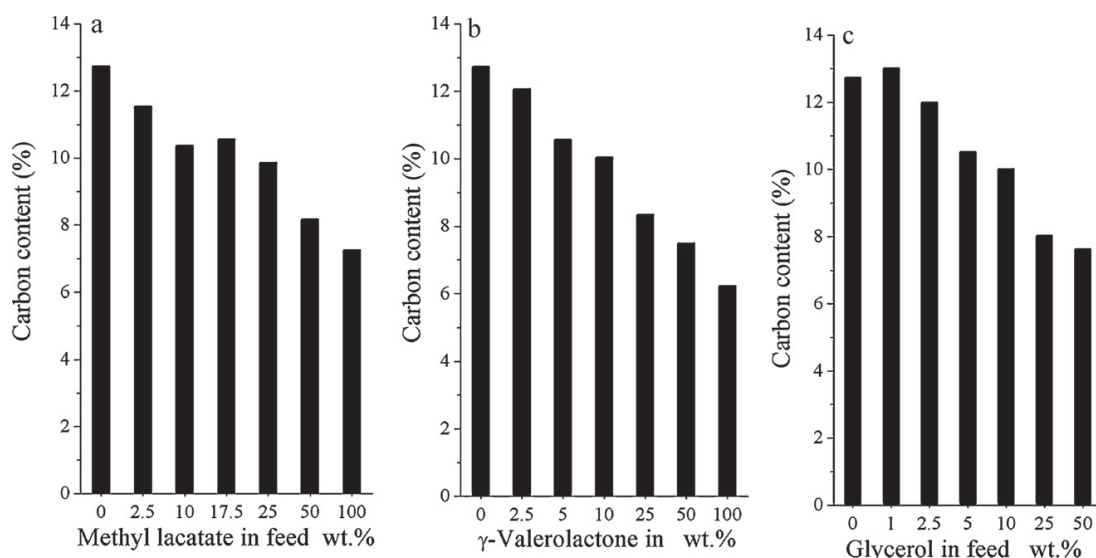 a
14
12
10
8
6
4
2
0
Carbon content (%)
0 2.5 10 17.5 25 50 100
Methyl lacatate in feed wt.%
b
14
12
10
8
6
4
2
0
Carbon content (%)
0 2.5 5 10 25 50 100
γ-Valerolactone in wt.%
c
14
12
10
8
6
4
2
0
Carbon content (%)
0 1 2.5 5 10 25 50
Glycerol in feed wt.%